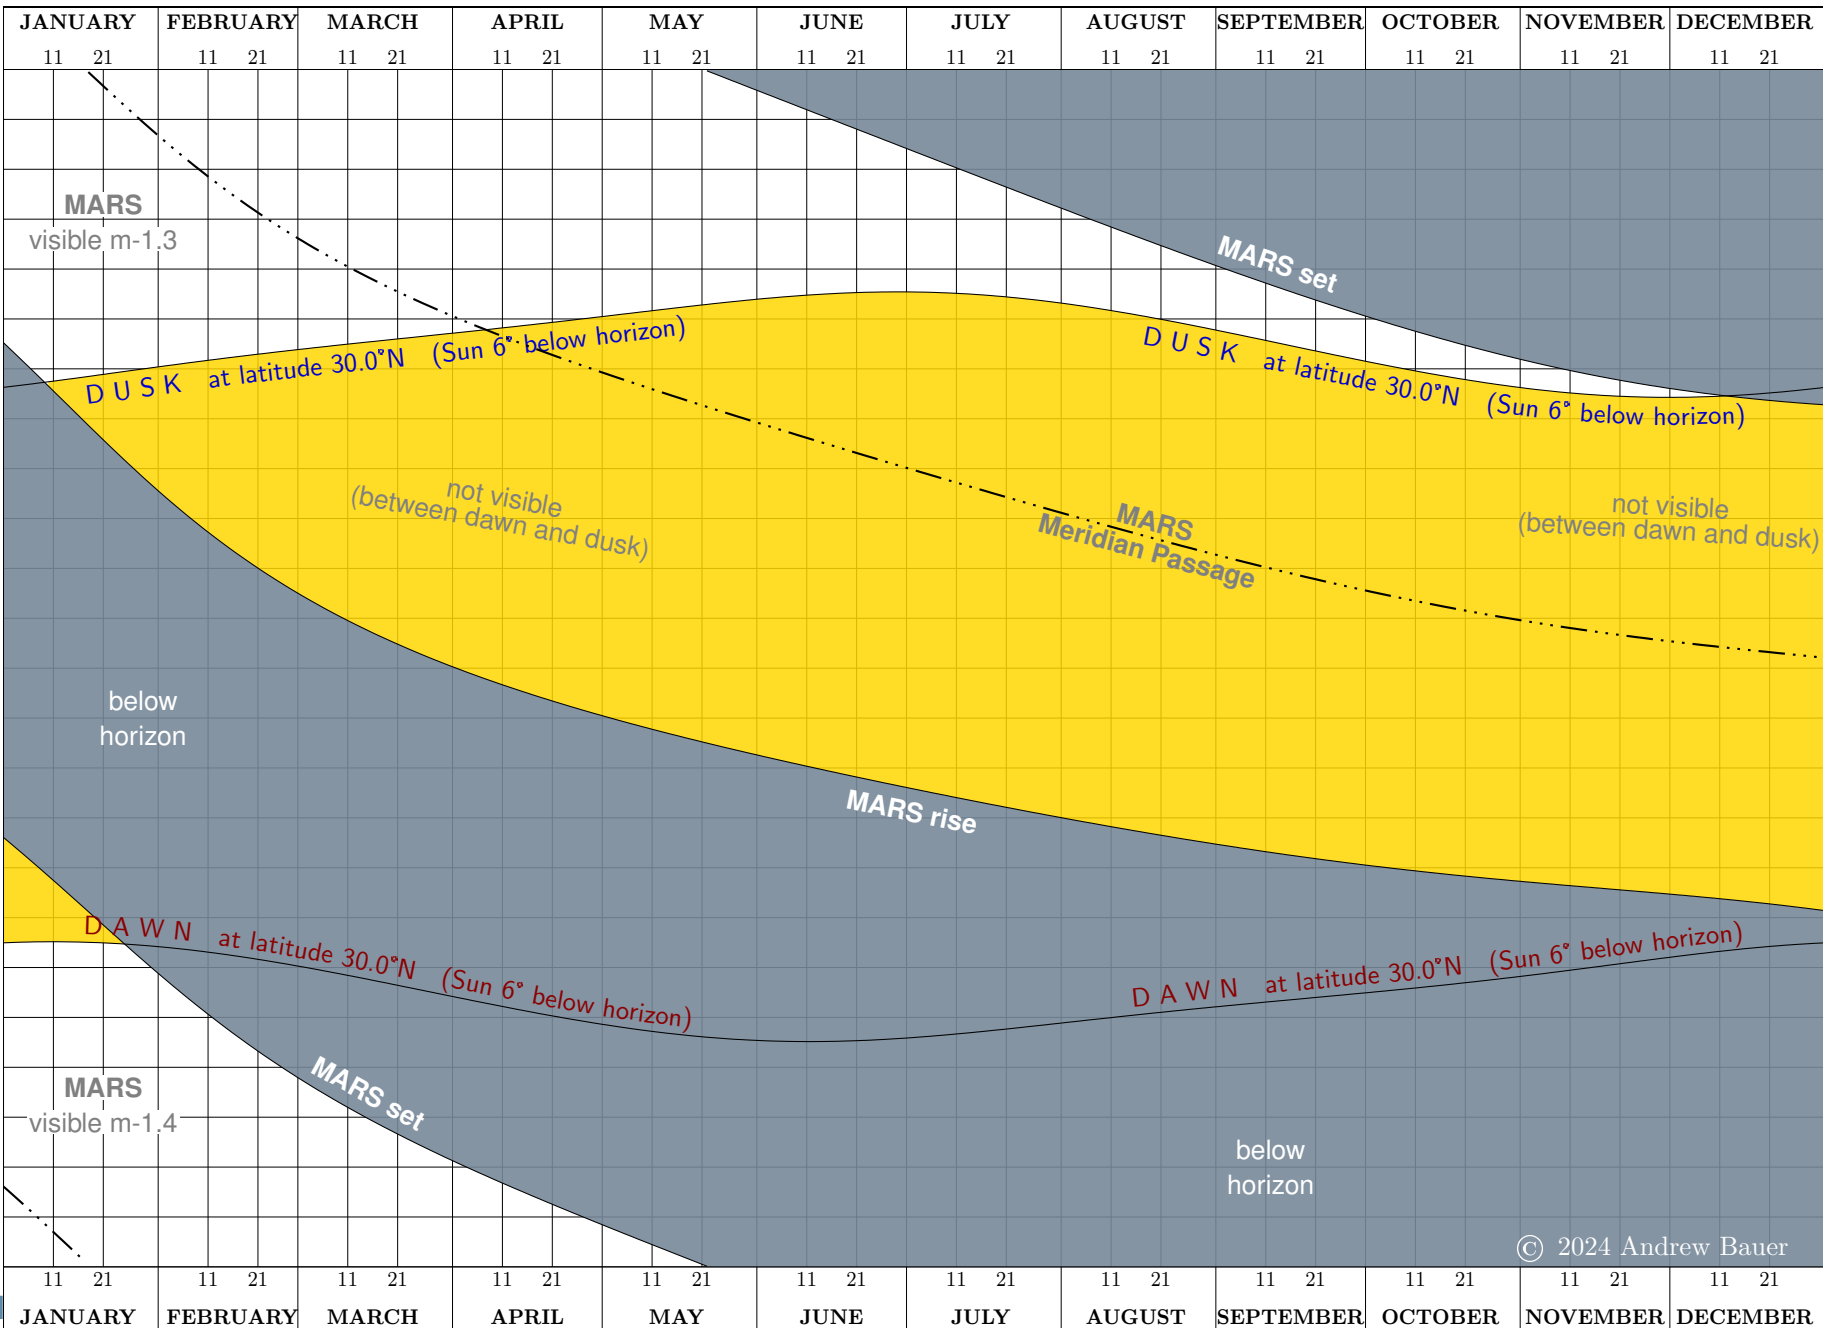 JANUARY FEBRUARY MARCH APRIL MAY JUNE JULY AUGUST SEPTEMBER OCTOBER NOVEMBER DECEMBER
11 21 11 21 11 21 11 21 11 21 11 21 11 21 11 21 11 21 11 21 11 21 11 21
MARS
visible m-1.3
MARS set
DUSK at latitude 30.0°N (Sun 6° below horizon)
DUSK at latitude 30.0°N (Sun 6° below horizon)
not visible
(between dawn and dusk)
MARS
Meridian Passage
not visible
(between dawn and dusk)
below
horizon
MARS rise
DAWN at latitude 30.0°N (Sun 6° below horizon)
DAWN at latitude 30.0°N (Sun 6° below horizon)
MARS
visible m-1.4
MARS set
below
horizon
© 2024 Andrew Bauer
11 21 11 21 11 21 11 21 11 21 11 21 11 21 11 21 11 21 11 21 11 21 11 21
JANUARY FEBRUARY MARCH APRIL MAY JUNE JULY AUGUST SEPTEMBER OCTOBER NOVEMBER DECEMBER